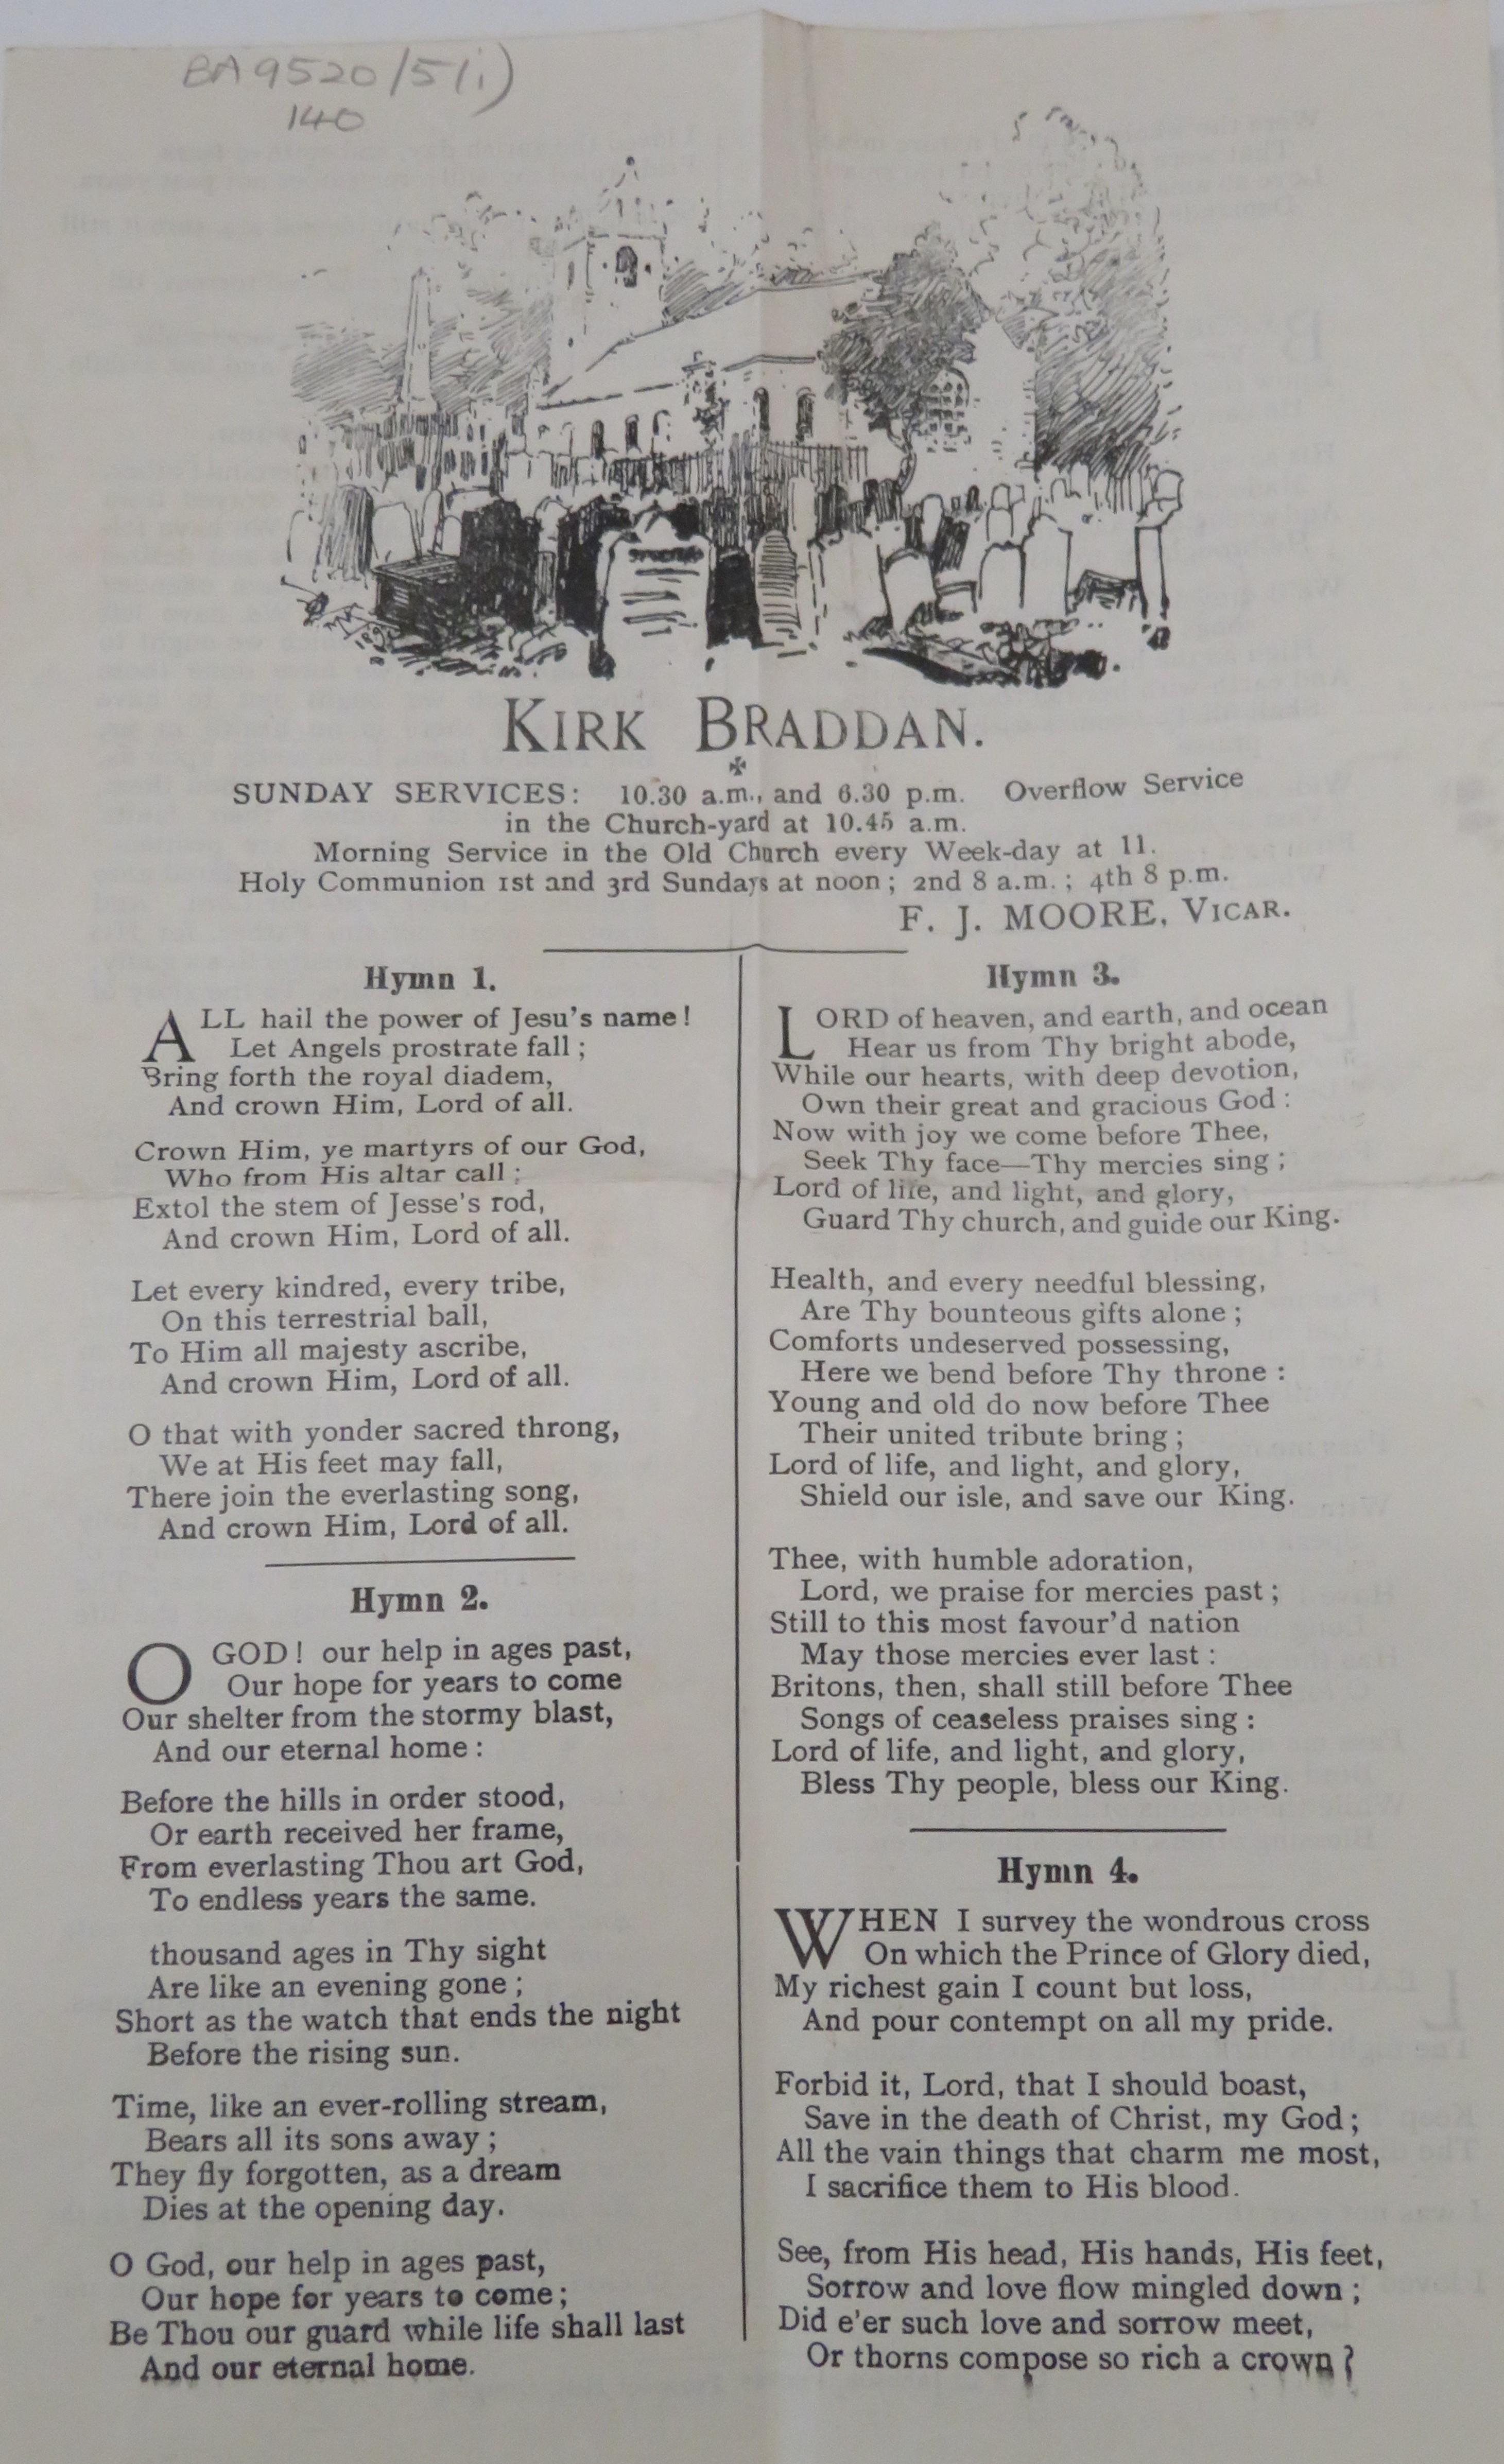 BA9520/5(i)
140
KIRK BRADDAN.
SUNDAY SERVICES: 10.30 a.m., and 6.30 p.m. Overflow Service
in the Church-yard at 10.45 a.m.
Morning Service in the Old Church every Week-day at 11.
Holy Communion 1st and 3rd Sundays at noon; 2nd 8 a.m.; 4th 8 p.m.
F. J. MOORE, VICAR.
Hymn 1.
ALL hail the power of Jesu's name!
Let Angels prostrate fall;
Bring forth the royal diadem,
And crown Him, Lord of all.
Crown Him, ye martyrs of our God,
Who from His altar call;
Extol the stem of Jesse's rod,
And crown Him, Lord of all.
Let every kindred, every tribe,
On this terrestrial ball,
To Him all majesty ascribe,
And crown Him, Lord of all.
O that with yonder sacred throng,
We at His feet may fall,
There join the everlasting song,
And crown Him, Lord of all.
Hymn 2.
O GOD! our help in ages past,
Our hope for years to come
Our shelter from the stormy blast,
And our eternal home:
Before the hills in order stood,
Or earth received her frame,
From everlasting Thou art God,
To endless years the same.
thousand ages in Thy sight
Are like an evening gone;
Short as the watch that ends the night
Before the rising sun.
Time, like an ever-rolling stream,
Bears all its sons away;
They fly forgotten, as a dream
Dies at the opening day.
O God, our help in ages past,
Our hope for years to come;
Be Thou our guard while life shall last
And our eternal home.
Hymn 3.
LORD of heaven, and earth, and ocean
Hear us from Thy bright abode,
While our hearts, with deep devotion,
Own their great and gracious God:
Now with joy we come before Thee,
Seek Thy face—Thy mercies sing;
Lord of life, and light, and glory,
Guard Thy church, and guide our King.
Health, and every needful blessing,
Are Thy bounteous gifts alone;
Comforts undeserved possessing,
Here we bend before Thy throne:
Young and old do now before Thee
Their united tribute bring;
Lord of life, and light, and glory,
Shield our isle, and save our King.
Thee, with humble adoration,
Lord, we praise for mercies past;
Still to this most favour'd nation
May those mercies ever last:
Britons, then, shall still before Thee
Songs of ceaseless praises sing:
Lord of life, and light, and glory,
Bless Thy people, bless our King.
Hymn 4.
WHEN I survey the wondrous cross
On which the Prince of Glory died,
My richest gain I count but loss,
And pour contempt on all my pride.
Forbid it, Lord, that I should boast,
Save in the death of Christ, my God;
All the vain things that charm me most,
I sacrifice them to His blood.
See, from His head, His hands, His feet,
Sorrow and love flow mingled down;
Did e'er such love and sorrow meet,
Or thorns compose so rich a crown?